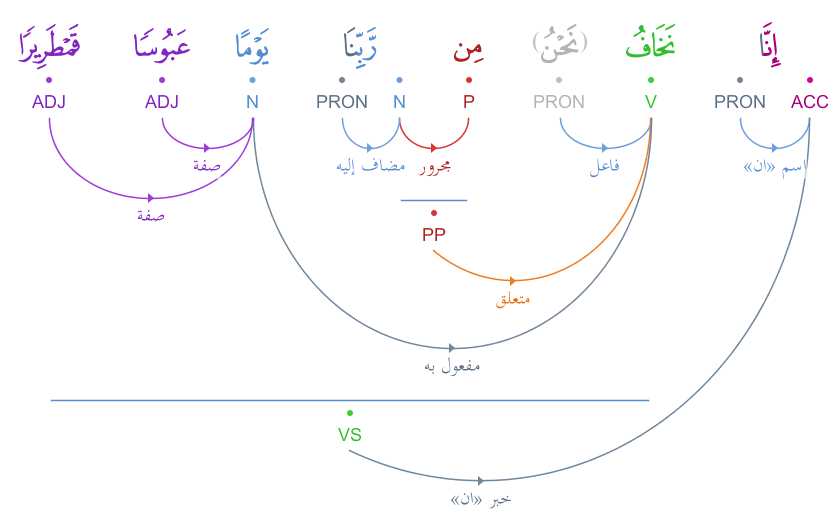 إِنَّا نَخَافُ (نَحْنُ) مِن رَّبِّنَا يَوْمًا عَبُوسًا قَمْطَرِيرًا
ACC PRON V PRON P N PRON N ADJ ADJ
اسم «ان» فاعل مجرور مضاف إليه صفة
صفة
PP
متعلق
مفعول به
VS
خبر «ان»